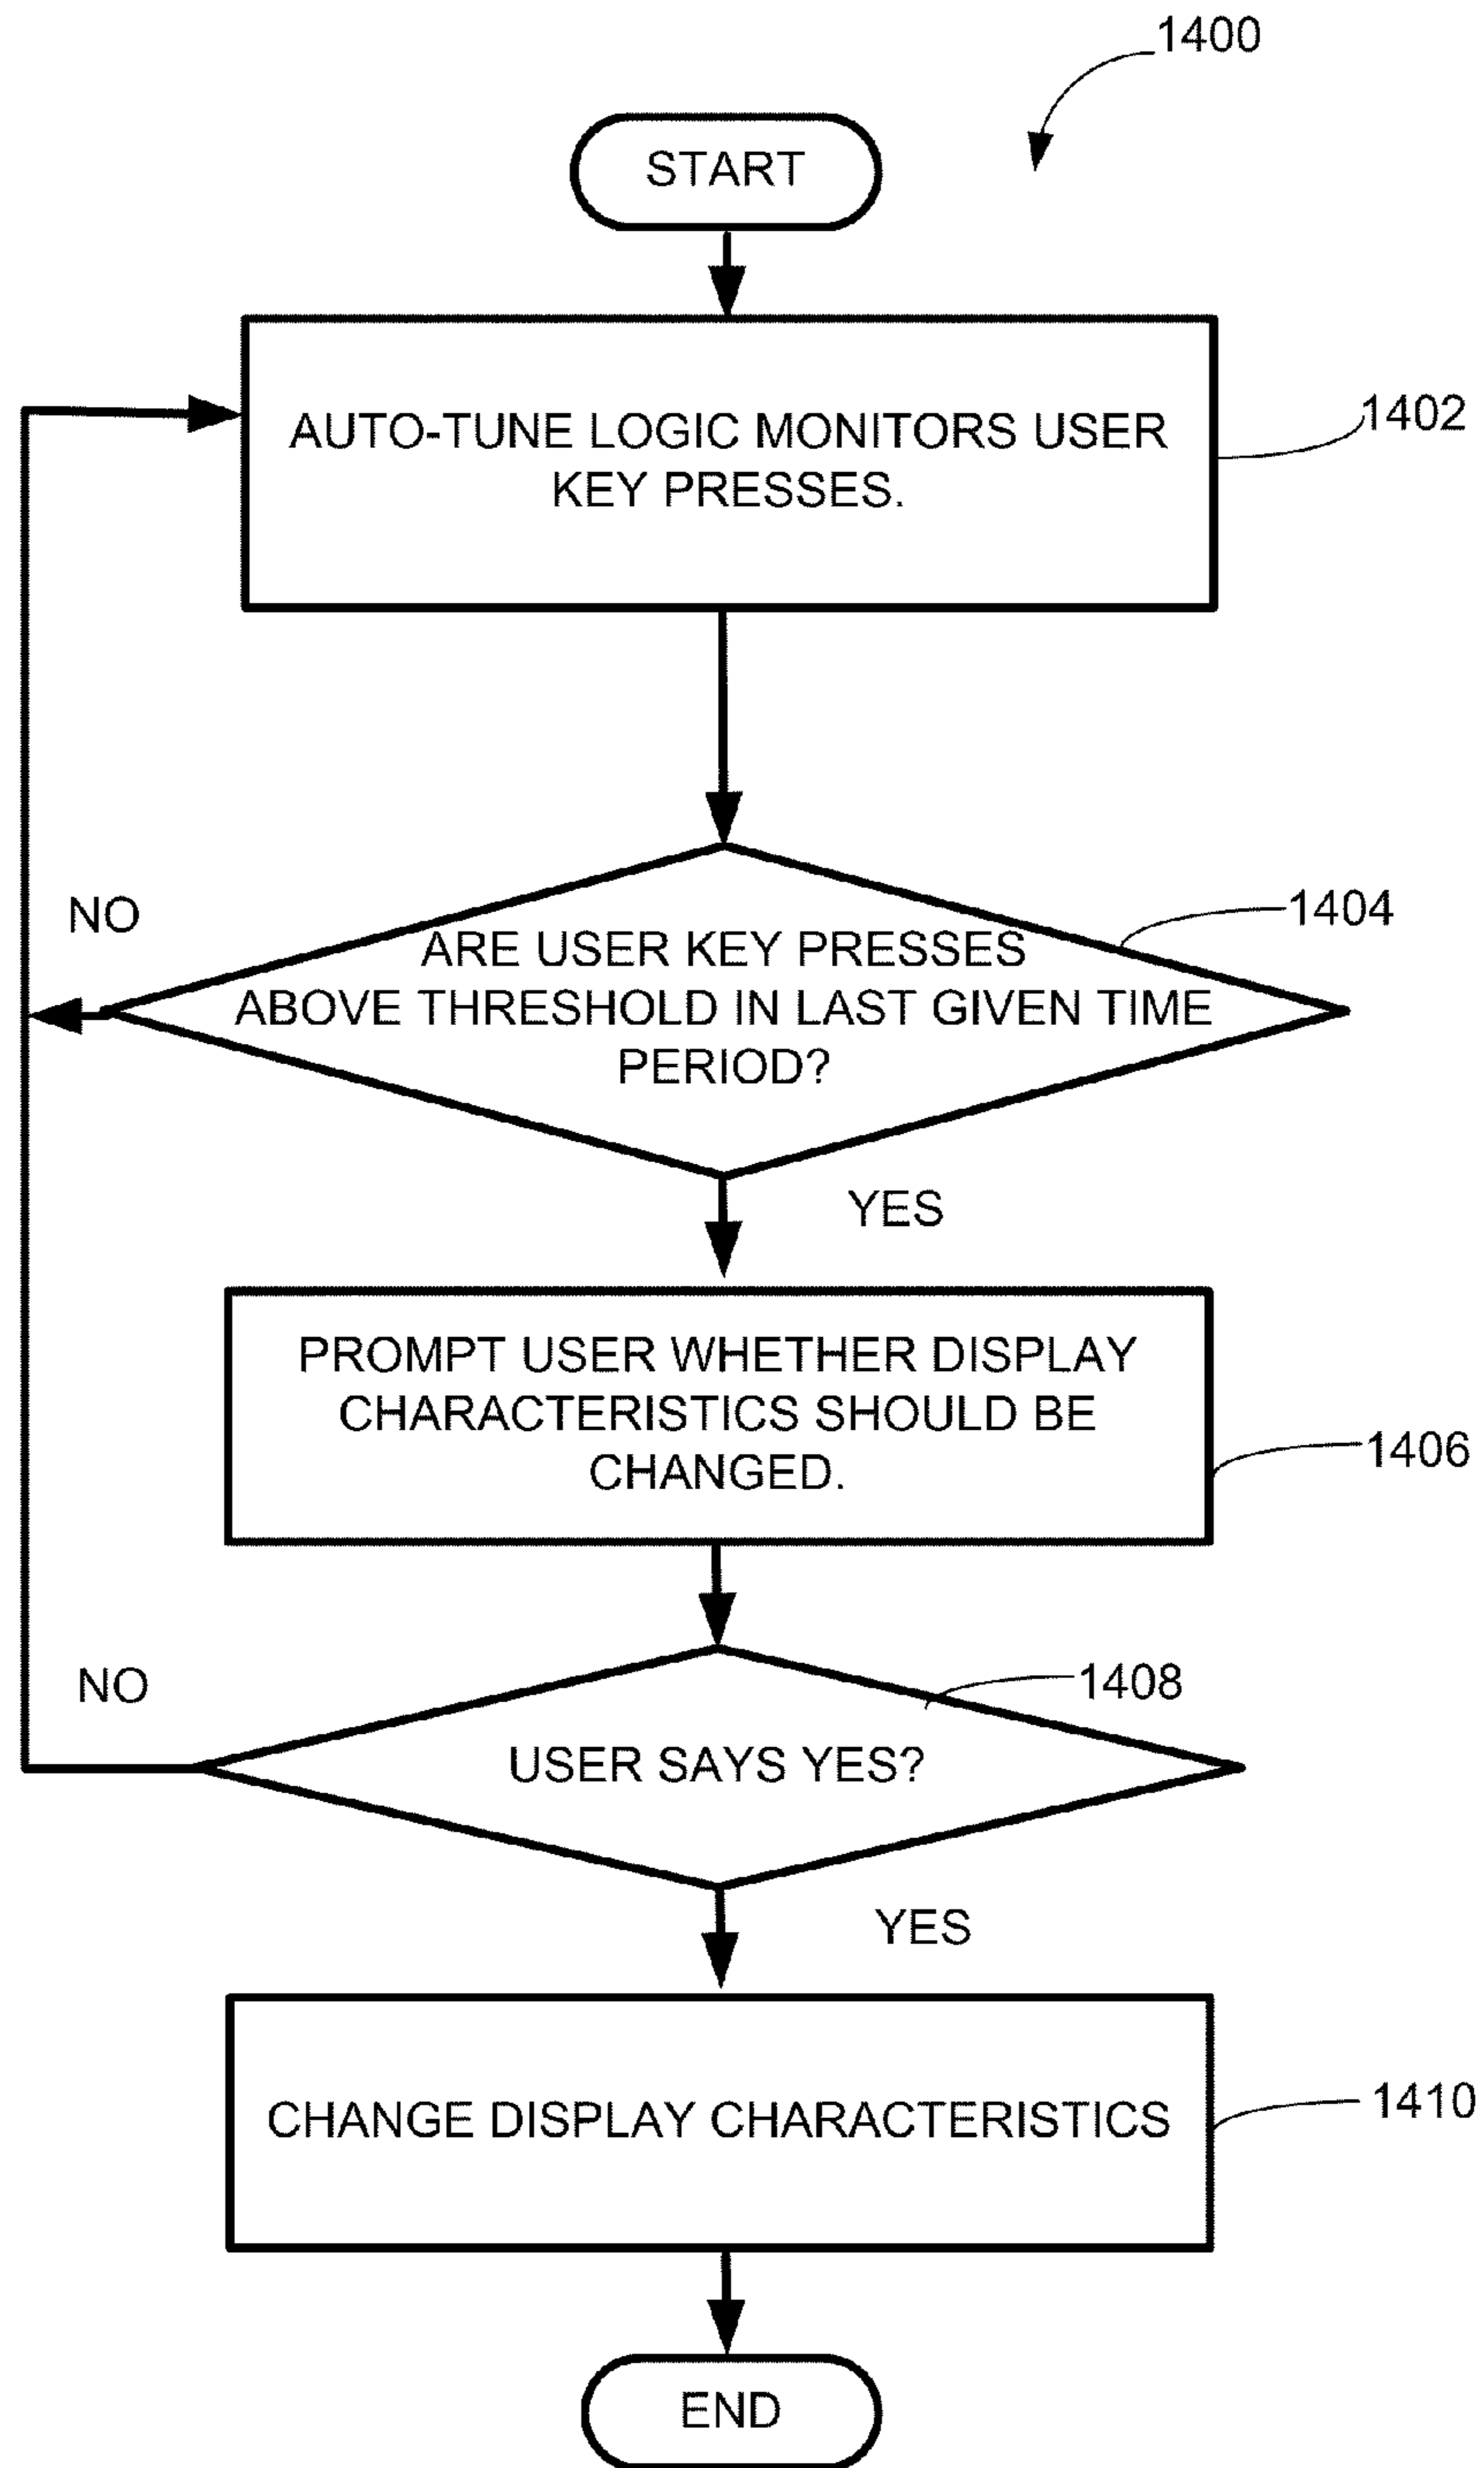 1400
START
AUTO-TUNE LOGIC MONITORS USER
KEY PRESSES.
1402
NO
1404
ARE USER KEY PRESSES
ABOVE THRESHOLD IN LAST GIVEN TIME
PERIOD?
YES
PROMPT USER WHETHER DISPLAY
CHARACTERISTICS SHOULD BE
CHANGED.
1406
NO
1408
USER SAYS YES?
YES
CHANGE DISPLAY CHARACTERISTICS
1410
END